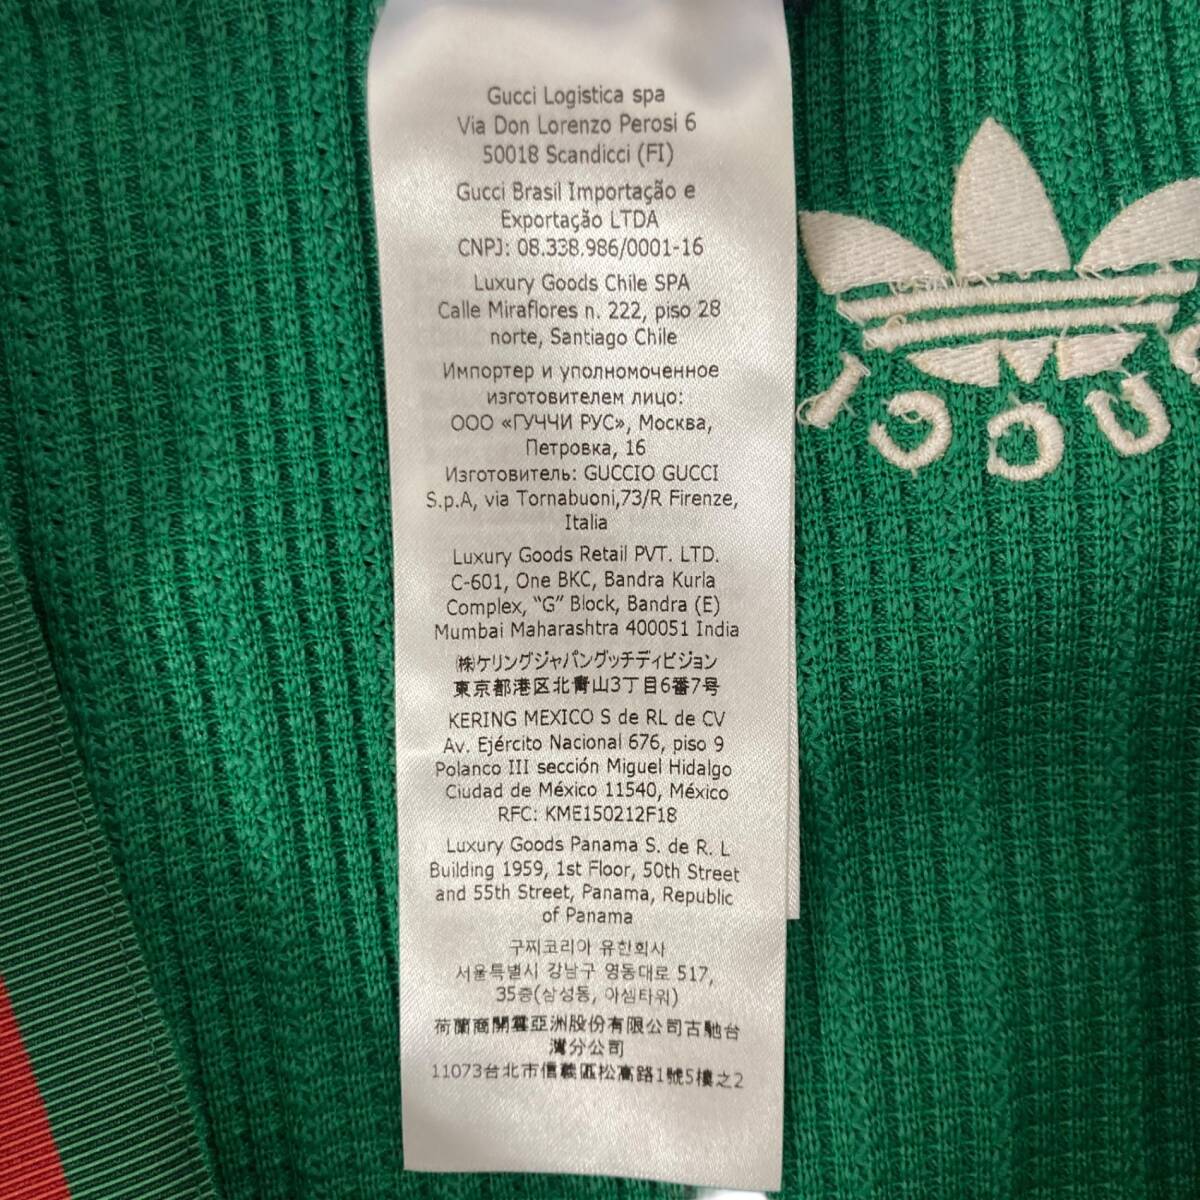 Gucci Logistica spa
Via Don Lorenzo Perosi 6
50018 Scandicci (FI)
Gucci Brasil Importação e
Exportação LTDA
CNPJ: 08.338.986/0001-16
Luxury Goods Chile SPA
Calle Miraflores n. 222, piso 28
norte, Santiago Chile
Импортер и уполномоченное
изготовителем лицо:
ООО «ГУЧЧИ РУС», Москва,
Петровка, 16
Изготовитель: GUCCIO GUCCI
S.p.A, via Tornabuoni,73/R Firenze,
Italia
Luxury Goods Retail PVT. LTD.
C-601, One BKC, Bandra Kurla
Complex, “G” Block, Bandra (E)
Mumbai Maharashtra 400051 India
㈱ケリングジャパングッチディビジョン
東京都港区北青山3丁目6番7号
KERING MEXICO S de RL de CV
Av. Ejército Nacional 676, piso 9
Polanco III sección Miguel Hidalgo
Ciudad de México 11540, México
RFC: KME150212F18
Luxury Goods Panama S. de R. L
Building 1959, 1st Floor, 50th Street
and 55th Street, Panama, Republic
of Panama
구찌코리아 유한회사
서울특별시 강남구 영동대로 517,
35층(삼성동, 아셈타워)
荷蘭商開雲亞洲股份有限公司古馳台
灣分公司
11073台北市信義區松高路1號5樓之2
GUCCI